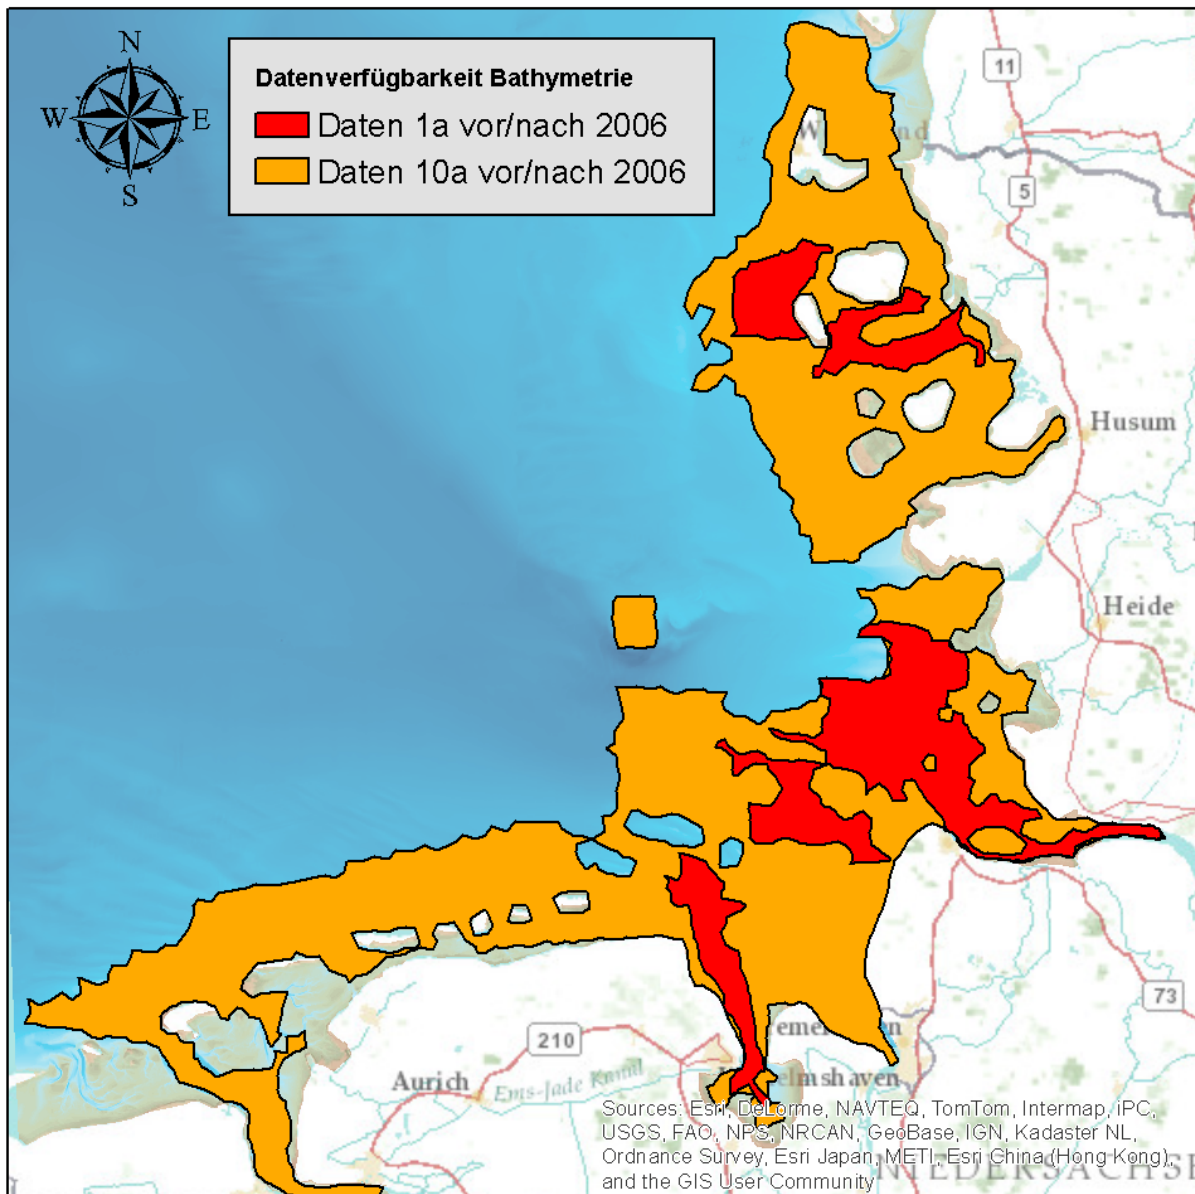 N
W E
S
Datenverfügbarkeit Bathymetrie
Daten 1a vor/nach 2006
Daten 10a vor/nach 2006
11
5
Husum
Heide
73
210
Aurich
Ems-Jade Kanal
Sources: Esri, DeLorme, NAVTEQ, TomTom, Intermap, iPC,
USGS, FAO, NPS, NRCAN, GeoBase, IGN, Kadaster NL,
Ordnance Survey, Esri Japan, METI, Esri China (Hong Kong),
and the GIS User Community